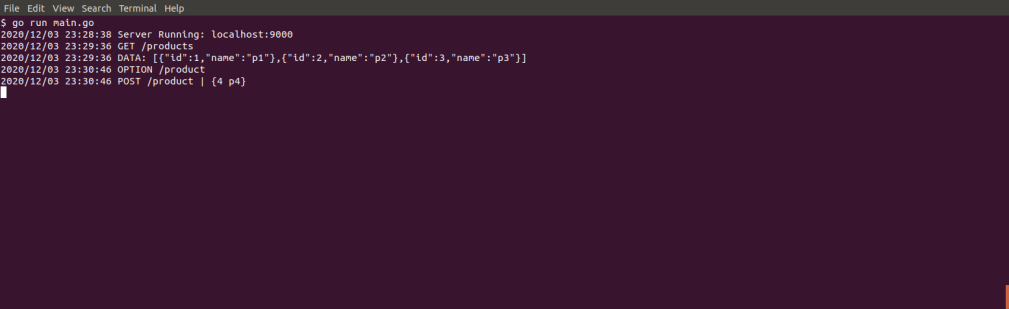 File Edit View Search Terminal Help
$ go run main.go
2020/12/03 23:28:38 Server Running: localhost:9000
2020/12/03 23:29:36 GET /products
2020/12/03 23:29:36 DATA: [{"id":1,"name":"p1"},{"id":2,"name":"p2"},{"id":3,"name":"p3"}]
2020/12/03 23:30:46 OPTION /product
2020/12/03 23:30:46 POST /product | {4 p4}